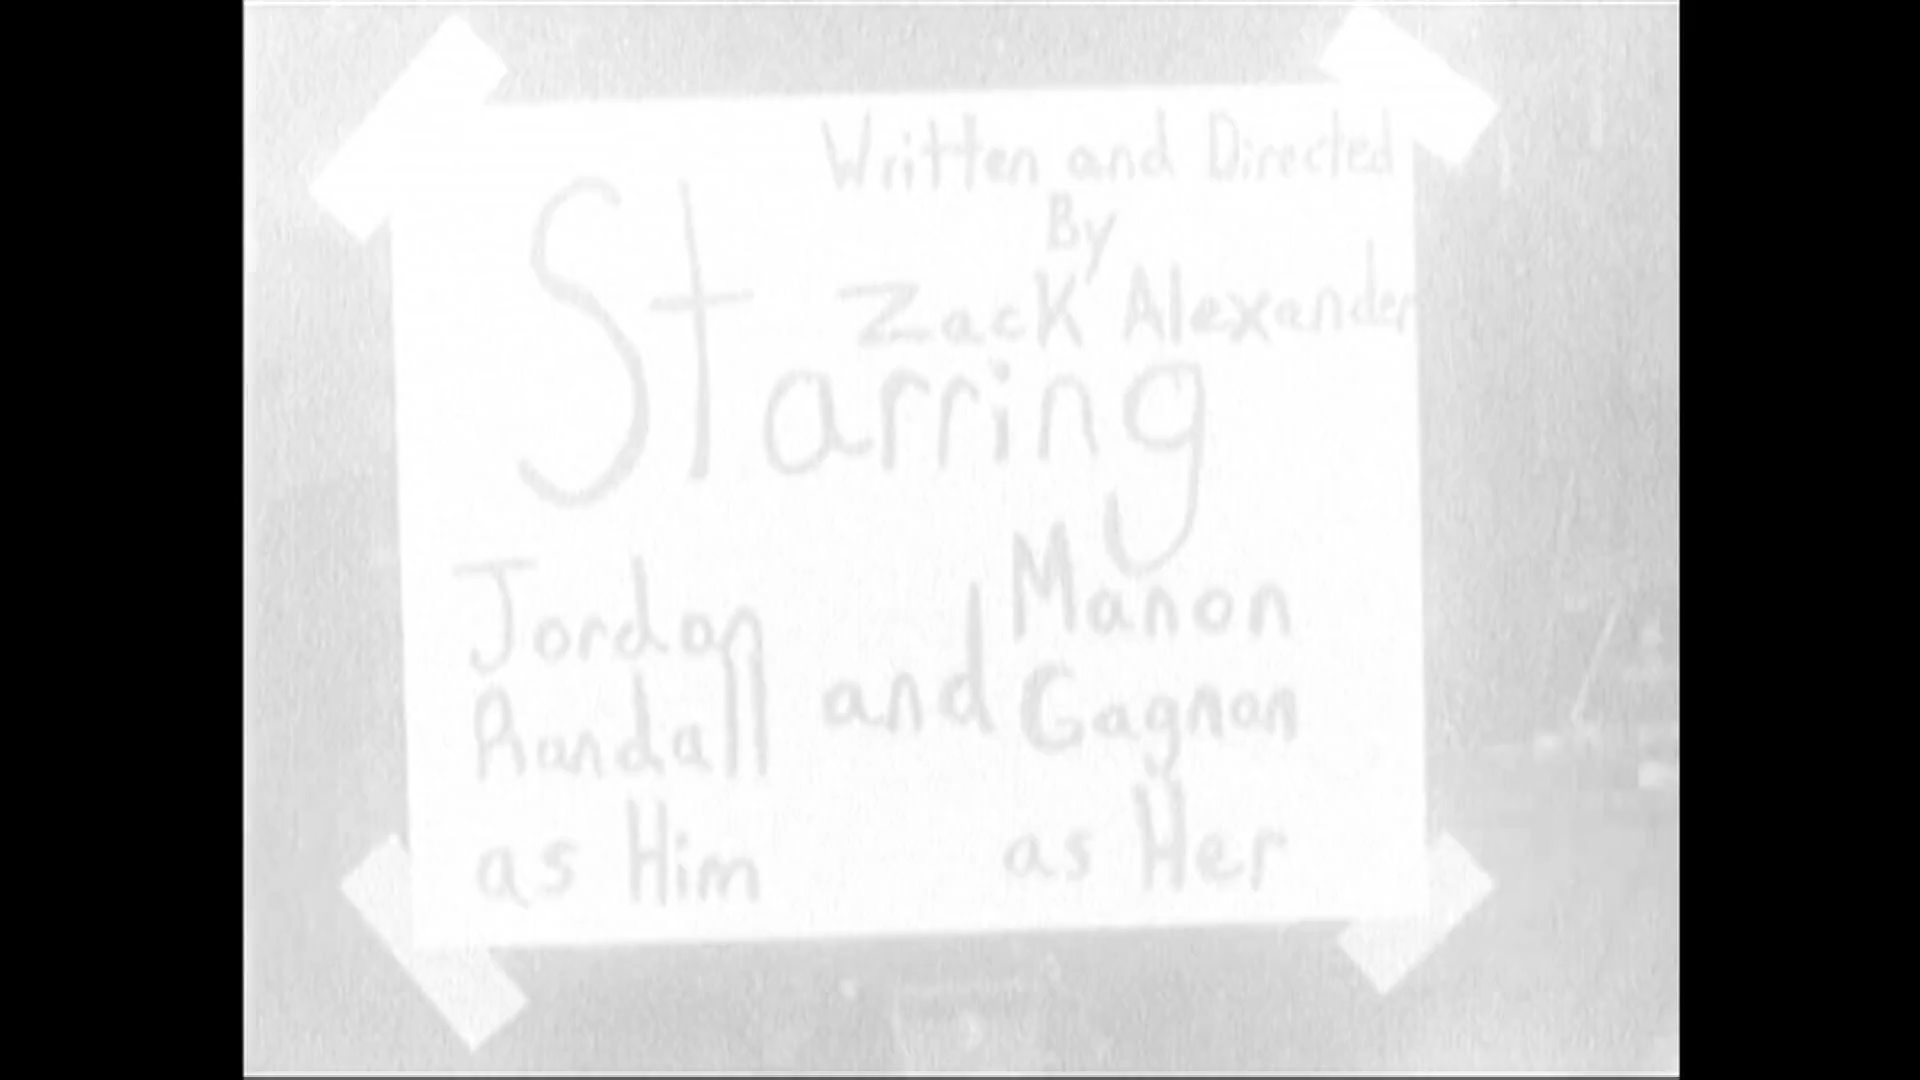 Written and Directed
By
Zack Alexander
Starring
Jordan
Randall
as Him
and
Manon
Gagnon
as Her